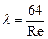 λ = 64/Re